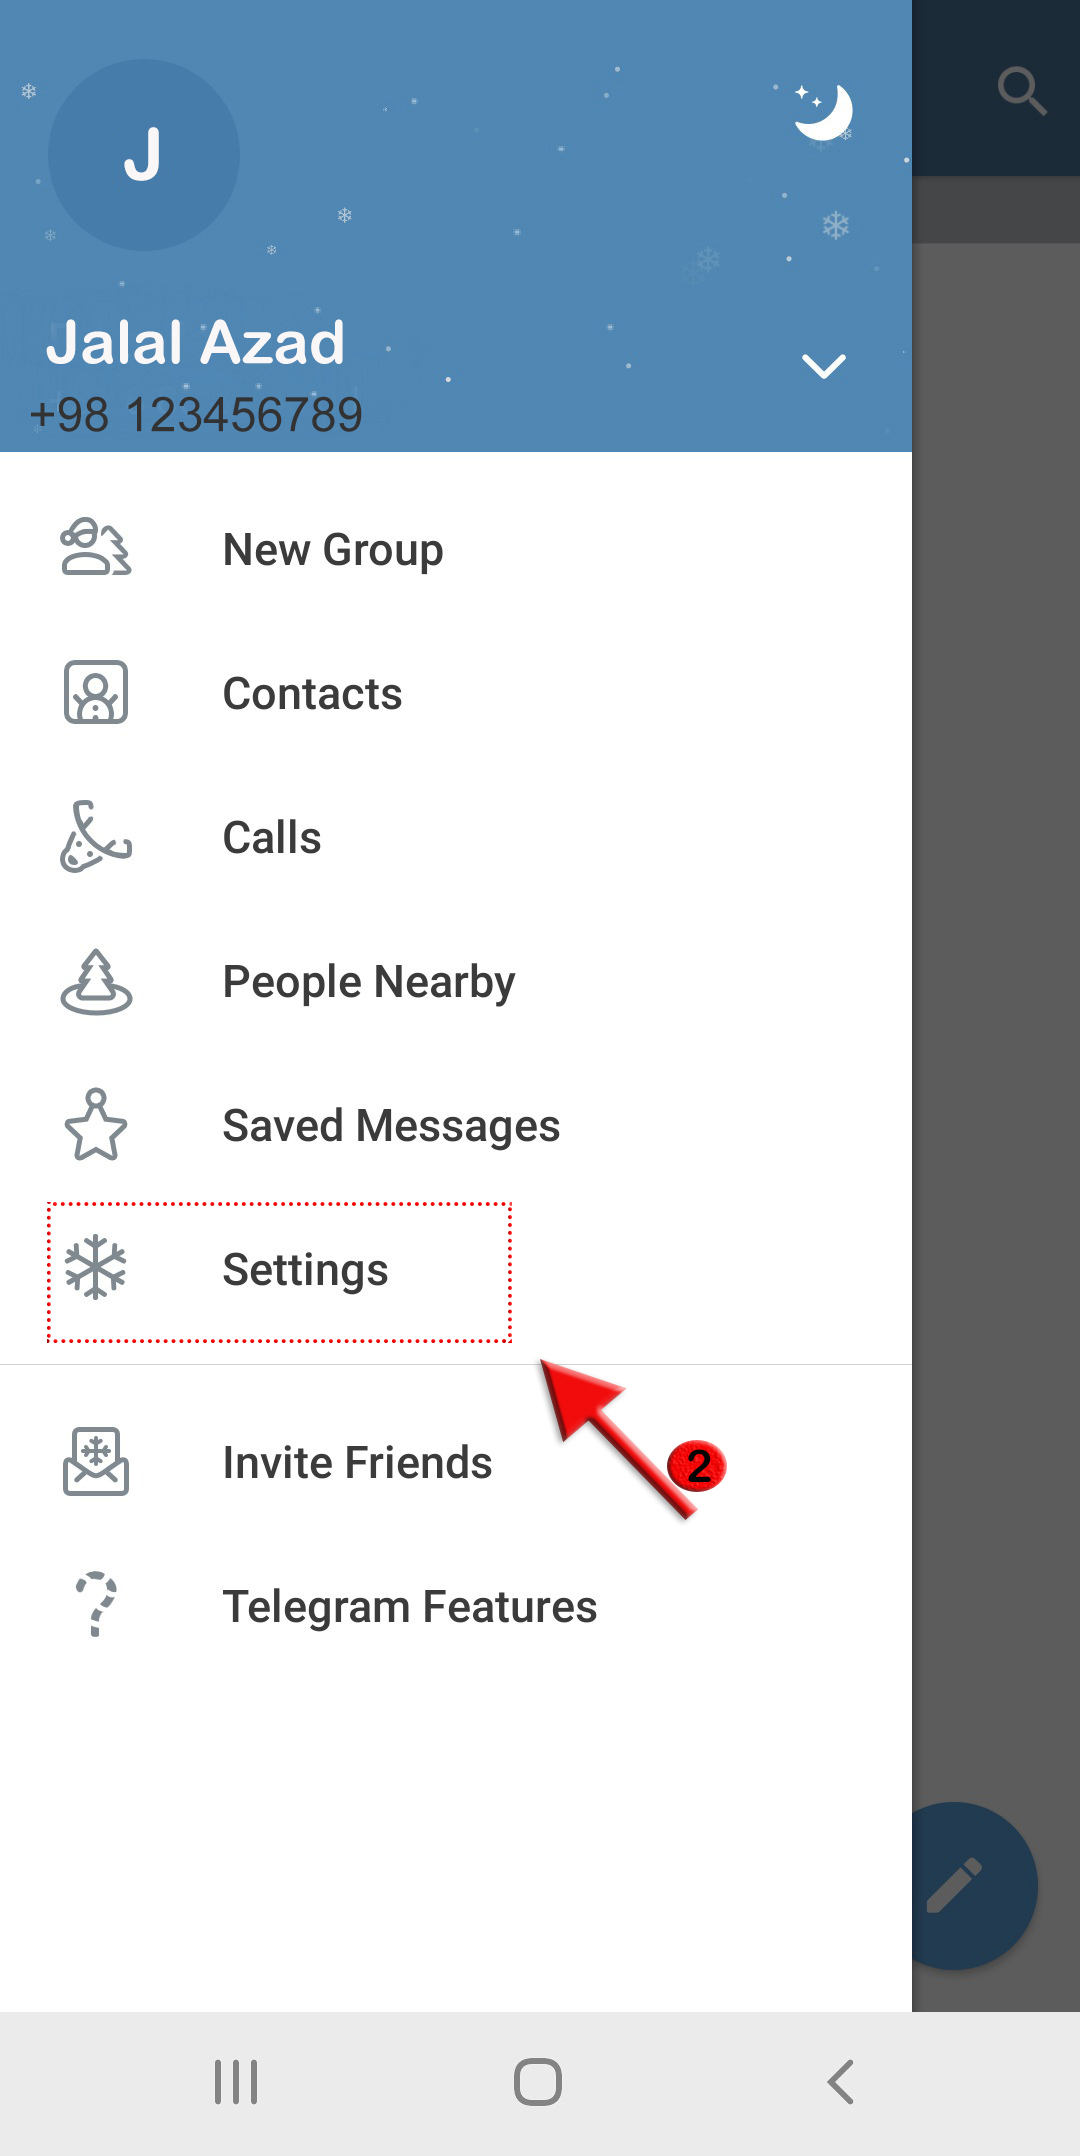 J
Jalal Azad
+98 123456789
New Group
Contacts
Calls
People Nearby
Saved Messages
Settings
2
Invite Friends
Telegram Features